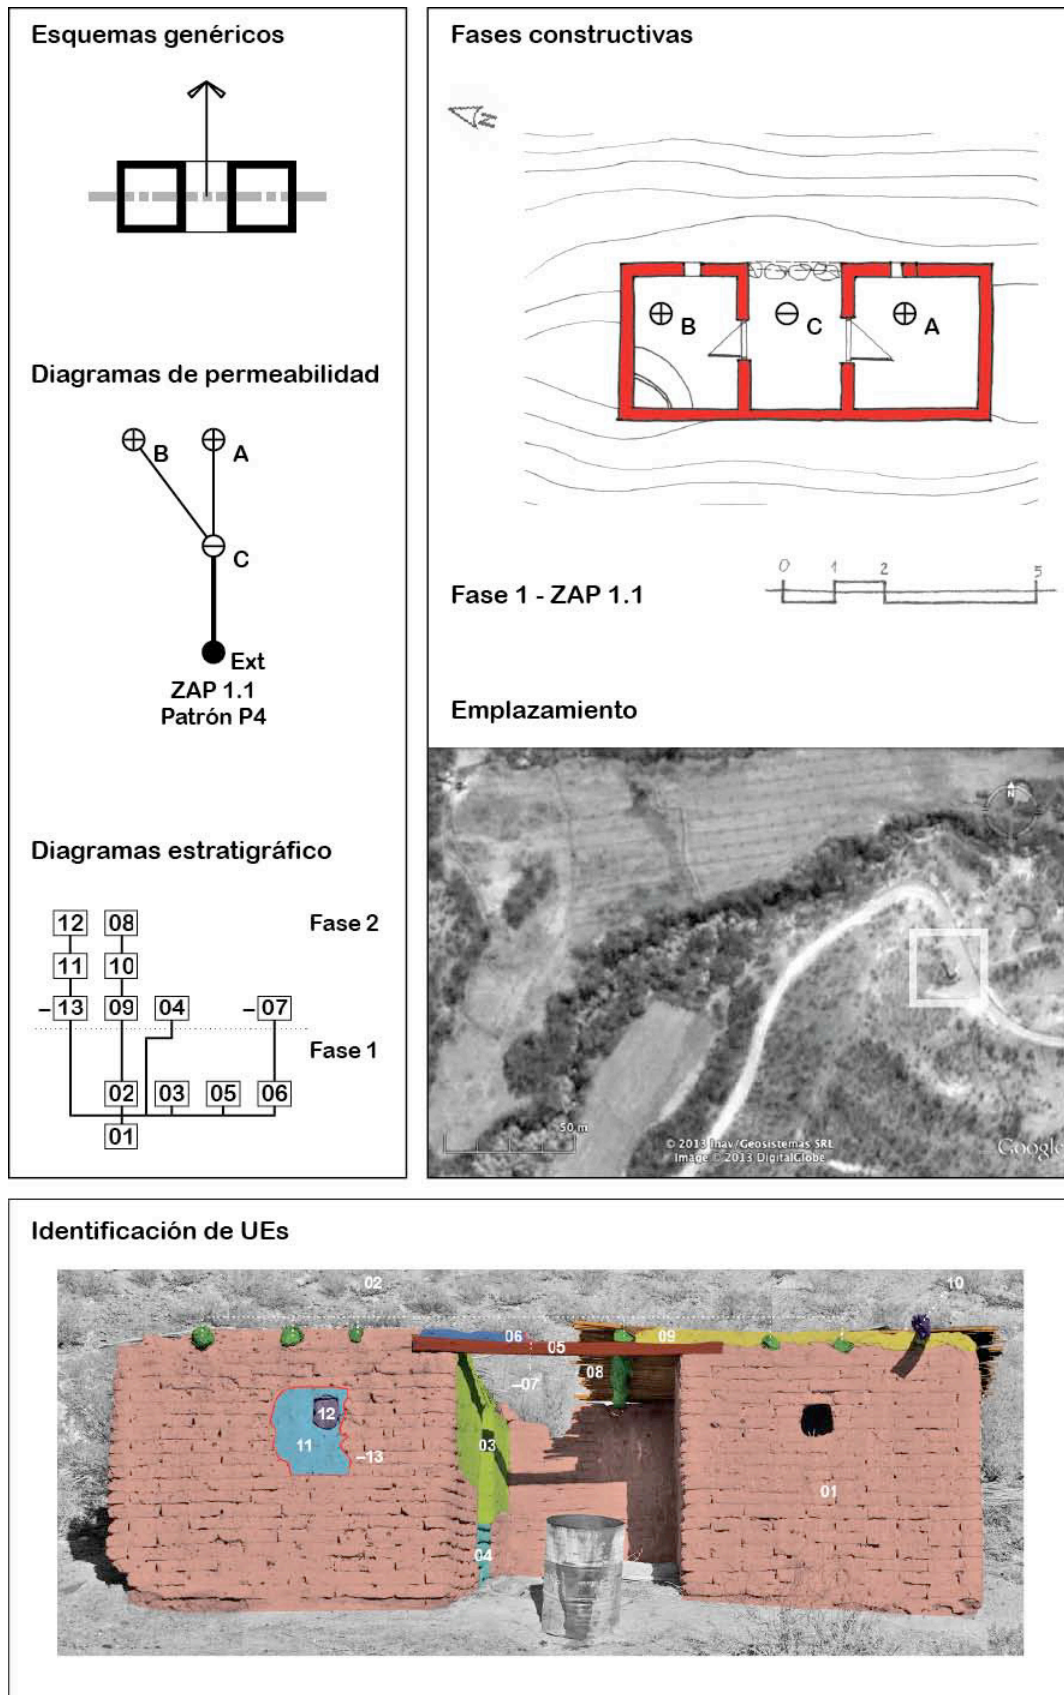 Esquemas genéricos
Diagramas de permeabilidad
B
A
C
Ext
ZAP 1.1
Patrón P4
Diagramas estratigráfico
12 08
Fase 2
11 10
–13 09 04 –07
Fase 1
02 03 05 06
01
Fases constructivas
N
B
C
A
Fase 1 - ZAP 1.1
0 1 2 5
Emplazamiento
N
50 m
© 2013 Inav/Geosistemas SRL
Image © 2013 DigitalGlobe
Google
Identificación de UEs
02
10
06
05
09
–07
08
12
11
–13
03
01
04